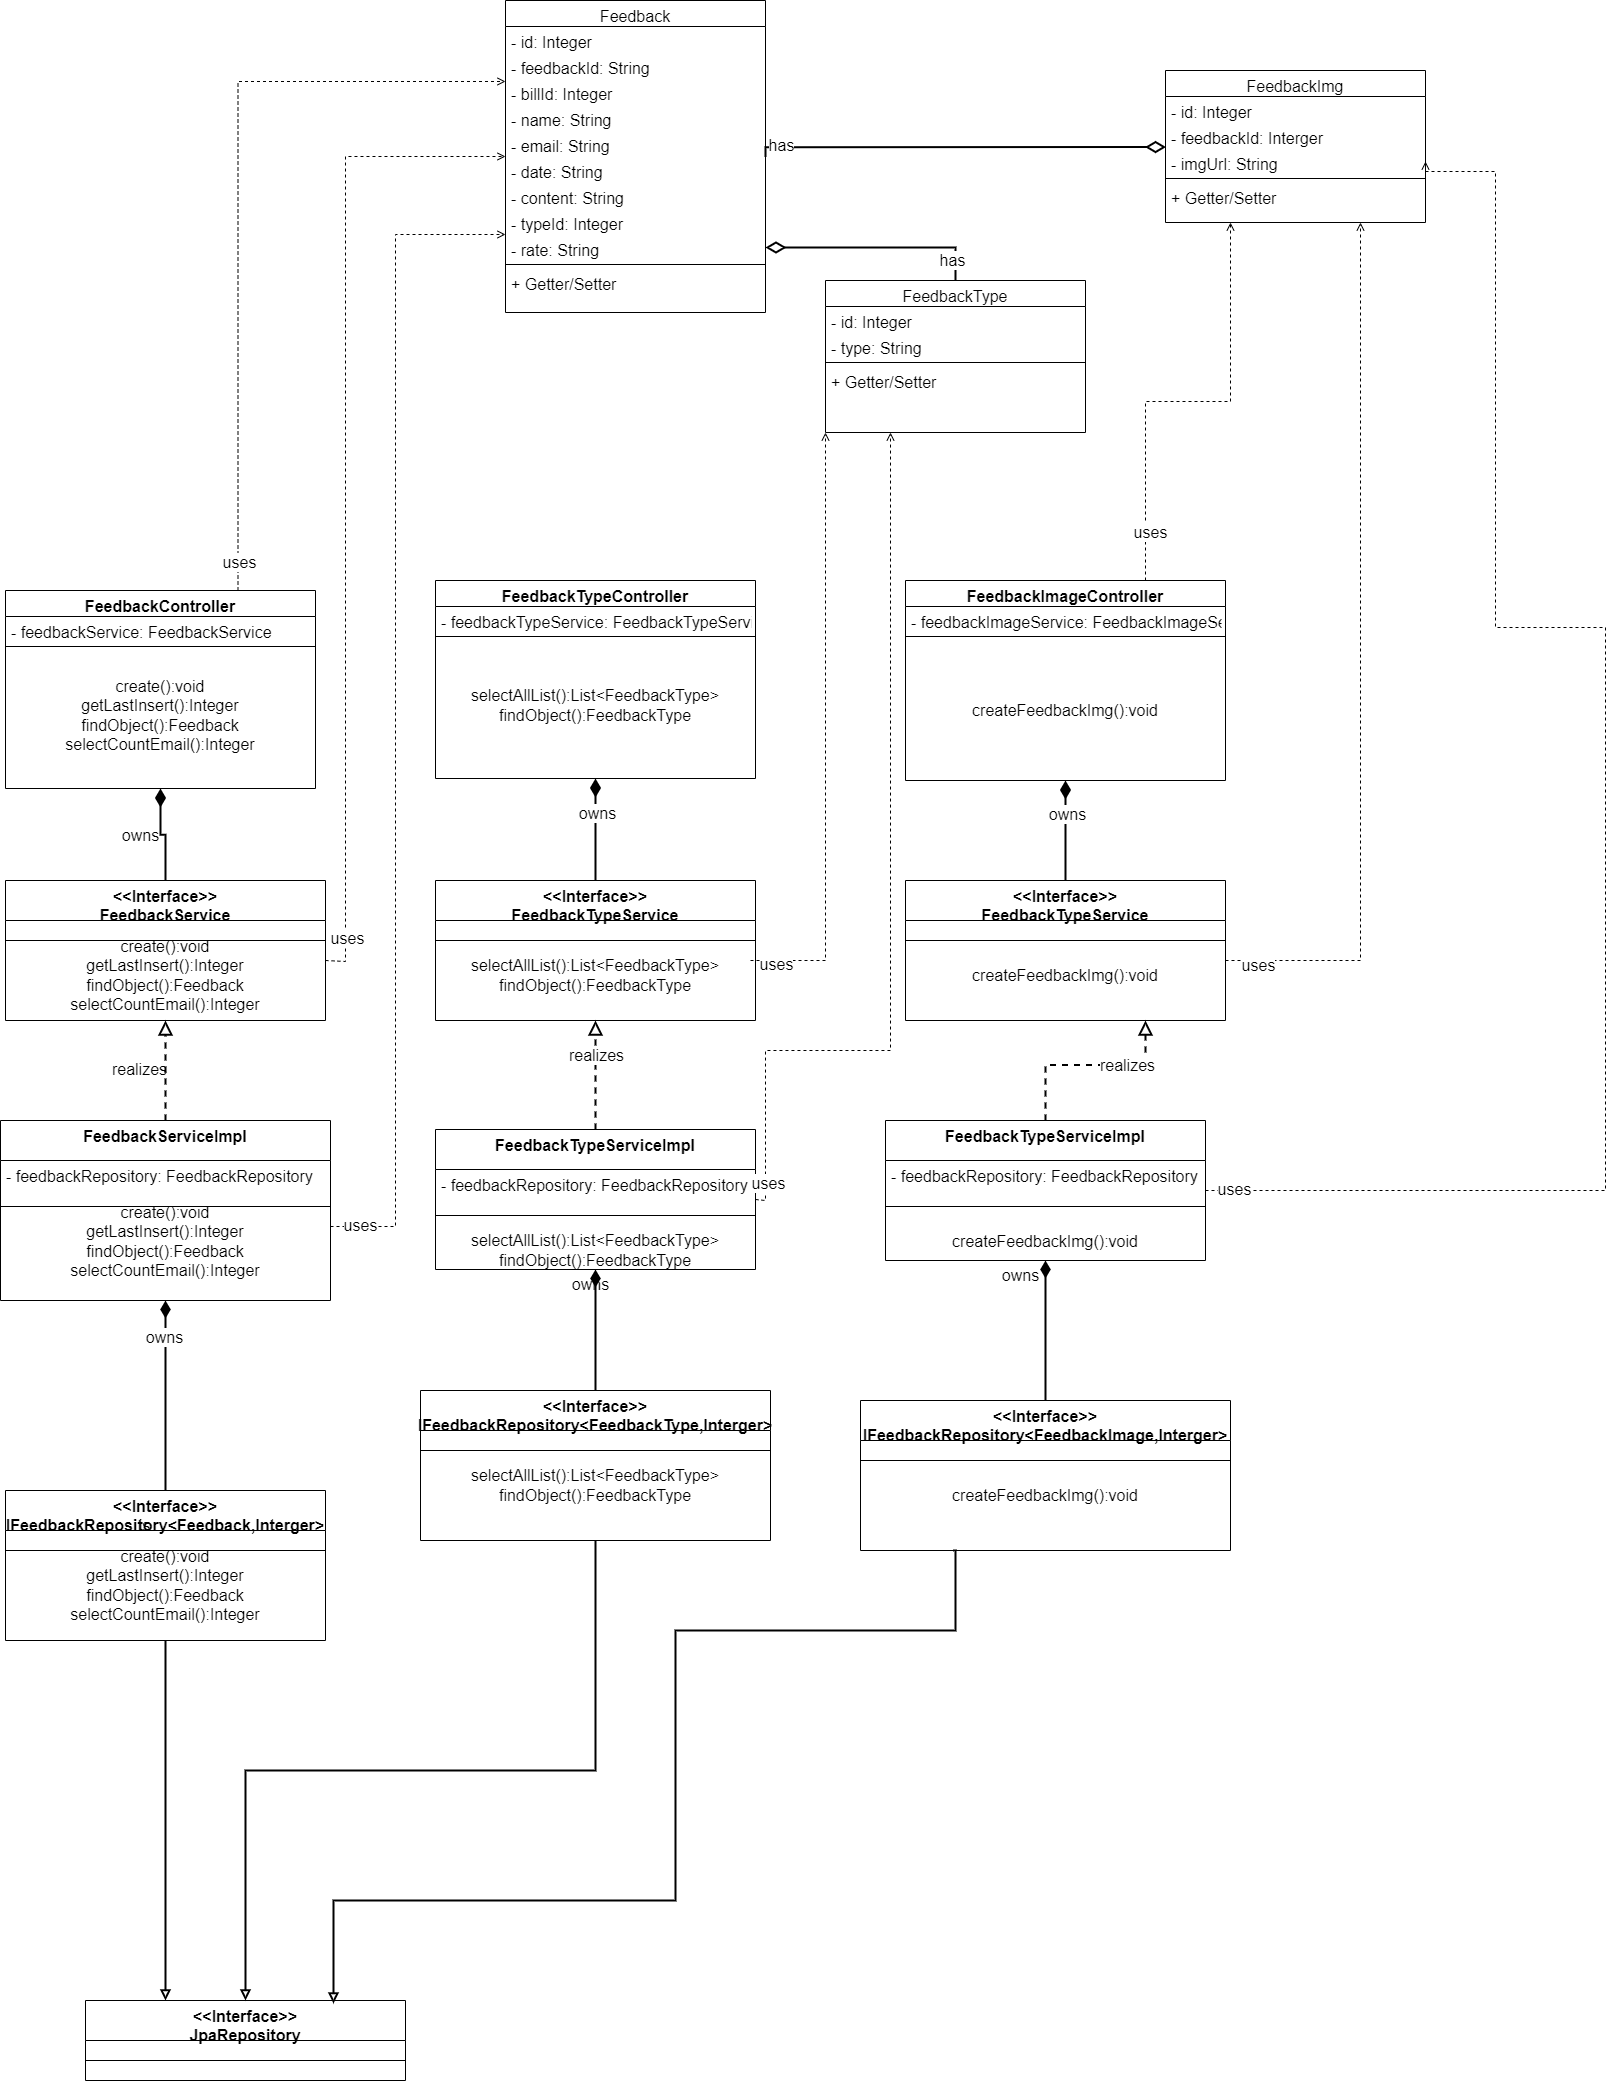 Feedback
- id: Integer
- feedbackId: String
- billId: Integer
- name: String
- email: String
- date: String
- content: String
- typeId: Integer
- rate: String
+ Getter/Setter
FeedbackImg
- id: Integer
- feedbackId: Interger
- imgUrl: String
+ Getter/Setter
has
has
FeedbackType
- id: Integer
- type: String
+ Getter/Setter
uses
uses
FeedbackController
- feedbackService: FeedbackService
create():void
getLastInsert():Integer
findObject():Feedback
selectCountEmail():Integer
FeedbackTypeController
- feedbackTypeService: FeedbackTypeServi
selectAllList():List<FeedbackType>
findObject():FeedbackType
FeedbackImageController
- feedbackImageService: FeedbackImageSe
createFeedbackImg():void
owns
owns
owns
<<Interface>>
FeedbackService
create():void
getLastInsert():Integer
findObject():Feedback
selectCountEmail():Integer
uses
<<Interface>>
FeedbackTypeService
selectAllList():List<FeedbackType>
findObject():FeedbackType
uses
<<Interface>>
FeedbackTypeService
createFeedbackImg():void
uses
realizes
realizes
realizes
FeedbackServiceImpl
- feedbackRepository: FeedbackRepository
create():void
getLastInsert():Integer
findObject():Feedback
selectCountEmail():Integer
uses
FeedbackTypeServiceImpl
- feedbackRepository: FeedbackRepository
selectAllList():List<FeedbackType>
findObject():FeedbackType
uses
FeedbackTypeServiceImpl
- feedbackRepository: FeedbackRepository
createFeedbackImg():void
uses
owns
owns
owns
<<Interface>>
IFeedbackRepository<Feedback,Interger>
create():void
getLastInsert():Integer
findObject():Feedback
selectCountEmail():Integer
<<Interface>>
IFeedbackRepository<FeedbackType,Interger>
selectAllList():List<FeedbackType>
findObject():FeedbackType
<<Interface>>
IFeedbackRepository<FeedbackImage,Interger>
createFeedbackImg():void
<<Interface>>
JpaRepository